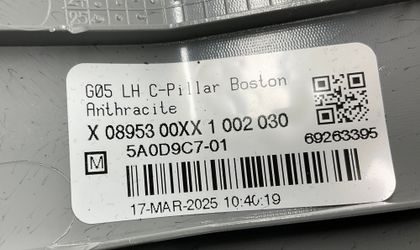 G05 LH C-Pillar Boston
Anthracite
X 08953 00XX 1 002 030
M 5A0D9C7-01 69263395
17-MAR-2025 10:40:19